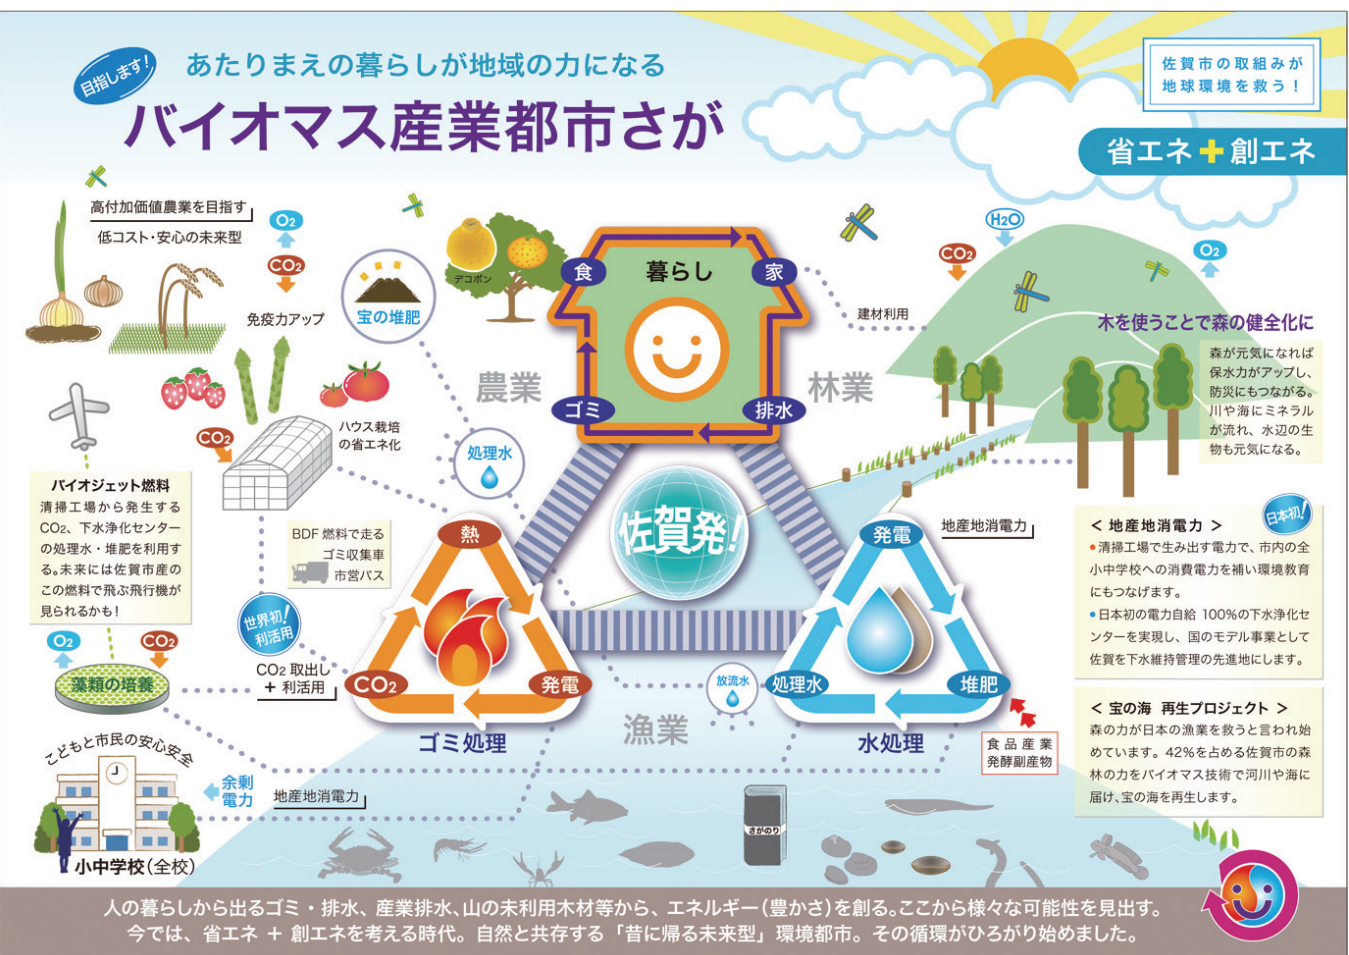 目指します!
あたりまえの暮らしが地域の力になる
バイオマス産業都市さが
佐賀市の取組みが
地球環境を救う!
省エネ+創エネ
高付加価値農業を目指す
低コスト・安心の未来型
O2
CO2
免疫力アップ
宝の堆肥
デコポン
食
暮らし
家
ゴミ
排水
農業
林業
建材利用
CO2
H2O
O2
木を使うことで森の健全化に
森が元気になれば
保水力がアップし、
防災にもつながる。
川や海にミネラル
が流れ、水辺の生
物も元気になる。
CO2
ハウス栽培
の省エネ化
処理水
バイオジェット燃料
清掃工場から発生する
CO2、下水浄化センター
の処理水・堆肥を利用す
る。未来には佐賀市産の
この燃料で飛ぶ飛行機が
見られるかも!
BDF 燃料で走る
ゴミ収集車
市営バス
世界初!
利活用
CO2 取出し
+ 利活用
O2
CO2
藻類の培養
佐賀発!
熱
CO2
発電
ゴミ処理
発電
処理水
堆肥
水処理
地産地消電力
放流水
漁業
食品産業
発酵副産物
日本初!
< 地産地消電力 >
●清掃工場で生み出す電力で、市内の全
小中学校への消費電力を補い環境教育
にもつなげます。
●日本初の電力自給 100%の下水浄化セ
ンターを実現し、国のモデル事業として
佐賀を下水維持管理の先進地にします。
< 宝の海 再生プロジェクト >
森の力が日本の漁業を救うと言われ始
めています。42%を占める佐賀市の森
林の力をバイオマス技術で河川や海に
届け、宝の海を再生します。
こどもと市民の安心安全
余剰
電力
地産地消電力
小中学校(全校)
さがのり
人の暮らしから出るゴミ・排水、産業排水、山の未利用木材等から、エネルギー(豊かさ)を創る。ここから様々な可能性を見出す。
今では、省エネ + 創エネを考える時代。自然と共存する「昔に帰る未来型」環境都市。その循環がひろがり始めました。